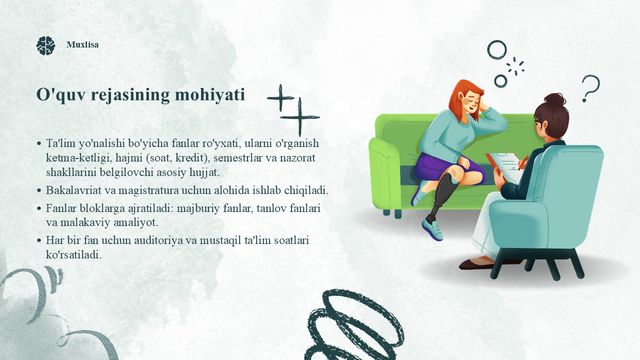 Muxlisa
O'quv rejasining mohiyati
• Ta'lim yo'nalishi bo'yicha fanlar ro'yxati, ularni o'rganish
ketma-ketligi, hajmi (soat, kredit), semestrlar va nazorat
shakllarini belgilovchi asosiy hujjat.
• Bakalavriat va magistratura uchun alohida ishlab chiqiladi.
• Fanlar bloklarga ajratiladi: majburiy fanlar, tanlov fanlari
va malakaviy amaliyot.
• Har bir fan uchun auditoriya va mustaqil ta'lim soatlari
ko'rsatiladi.
?